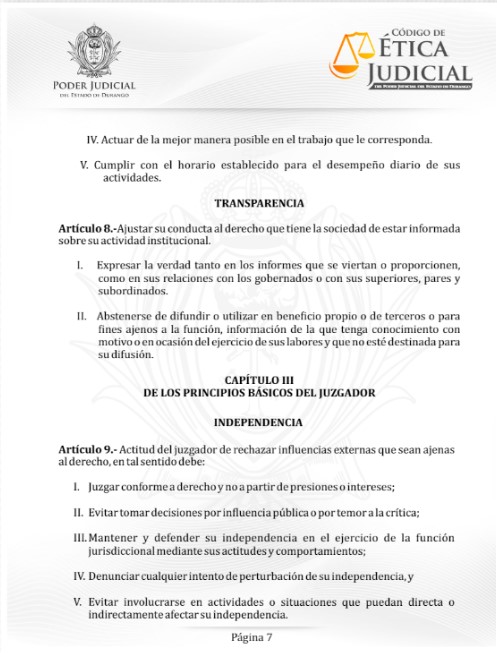 PODER JUDICIAL
DEL ESTADO DE DURANGO
CÓDIGO DE
ÉTICA
JUDICIAL
DEL PODER JUDICIAL DEL ESTADO DE DURANGO
IV. Actuar de la mejor manera posible en el trabajo que le corresponda.
V. Cumplir con el horario establecido para el desempeño diario de sus
actividades.
TRANSPARENCIA
Artículo 8.-Ajustar su conducta al derecho que tiene la sociedad de estar informada
sobre su actividad institucional.
I. Expresar la verdad tanto en los informes que se viertan o proporcionen,
como en sus relaciones con los gobernados o con sus superiores, pares y
subordinados.
II. Abstenerse de difundir o utilizar en beneficio propio o de terceros o para
fines ajenos a la función, información de la que tenga conocimiento con
motivo o en ocasión del ejercicio de sus labores y que no esté destinada para
su difusión.
CAPÍTULO III
DE LOS PRINCIPIOS BÁSICOS DEL JUZGADOR
INDEPENDENCIA
Artículo 9.- Actitud del juzgador de rechazar influencias externas que sean ajenas
al derecho, en tal sentido debe:
I. Juzgar conforme a derecho y no a partir de presiones o intereses;
II. Evitar tomar decisiones por influencia pública o por temor a la crítica;
III. Mantener y defender su independencia en el ejercicio de la función
jurisdiccional mediante sus actitudes y comportamientos;
IV. Denunciar cualquier intento de perturbación de su independencia, y
V. Evitar involucrarse en actividades o situaciones que puedan directa o
indirectamente afectar su independencia.
Página 7